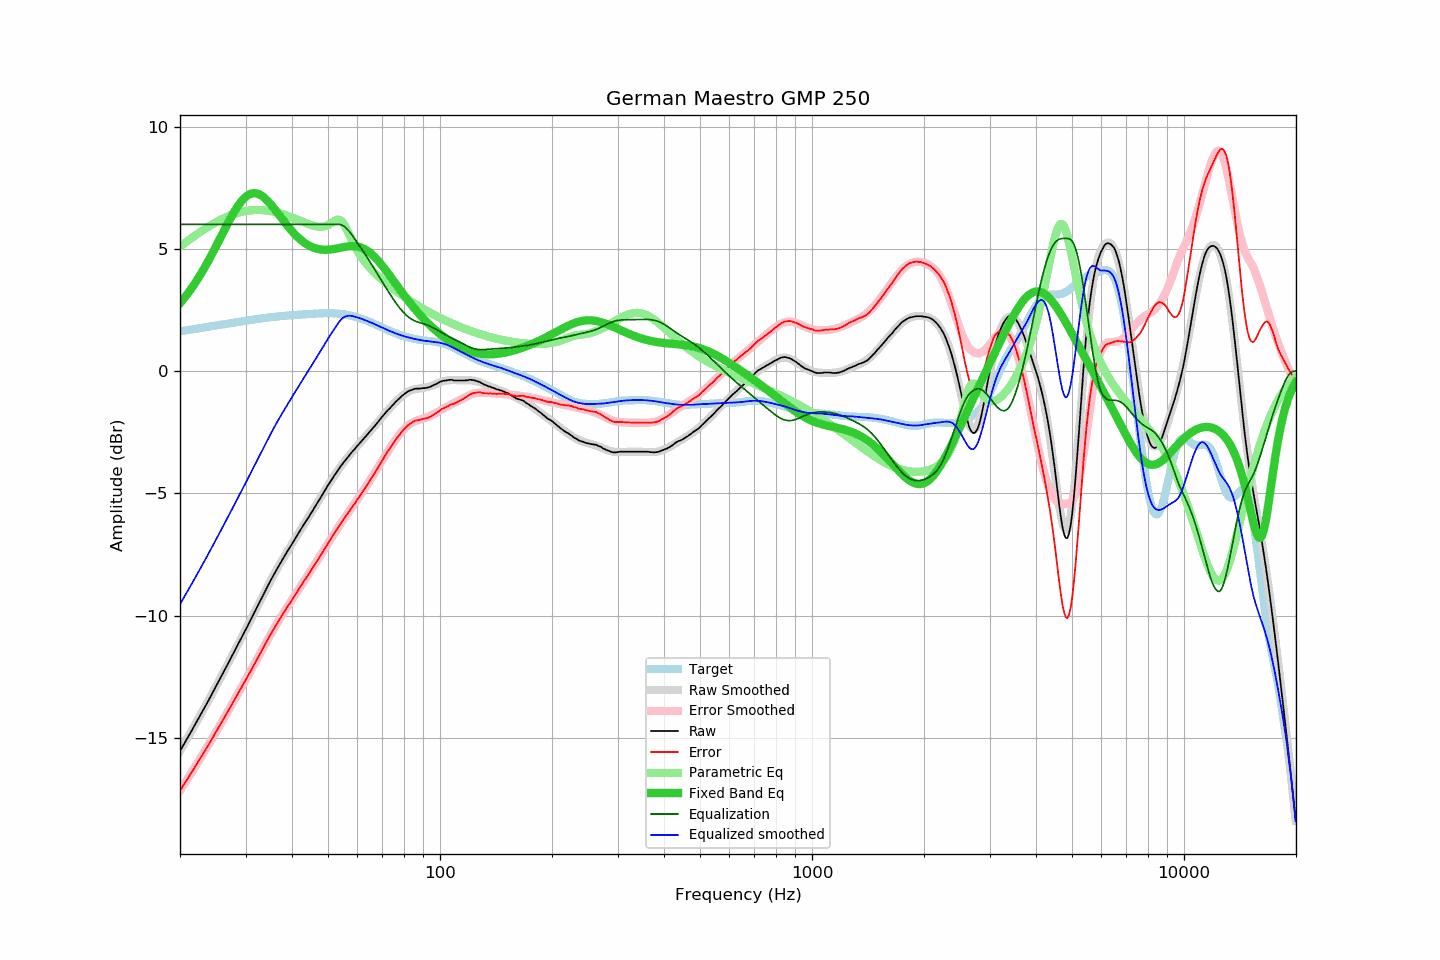 German Maestro GMP 250
10
5
0
−5
−10
−15
Amplitude (dBr)
100
1000
10000
Frequency (Hz)
Target
Raw Smoothed
Error Smoothed
Raw
Error
Parametric Eq
Fixed Band Eq
Equalization
Equalized smoothed